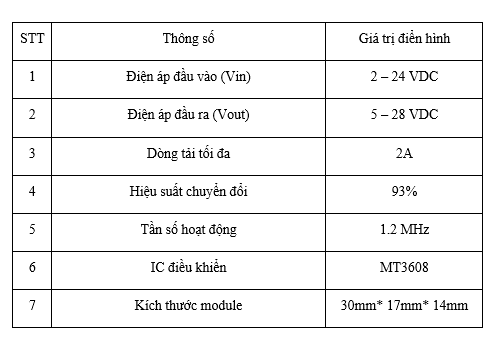 STT Thông số Giá trị điển hình
1 Điện áp đầu vào (Vin) 2 – 24 VDC
2 Điện áp đầu ra (Vout) 5 – 28 VDC
3 Dòng tải tối đa 2A
4 Hiệu suất chuyển đổi 93%
5 Tần số hoạt động 1.2 MHz
6 IC điều khiển MT3608
7 Kích thước module 30mm* 17mm* 14mm